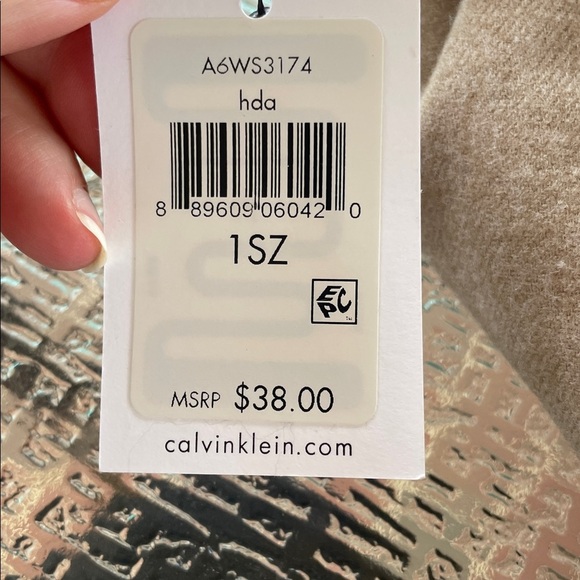 A6WS3174
hda
8 89609 06042 0
1SZ
EPC
MSRP $38.00
calvinklein.com